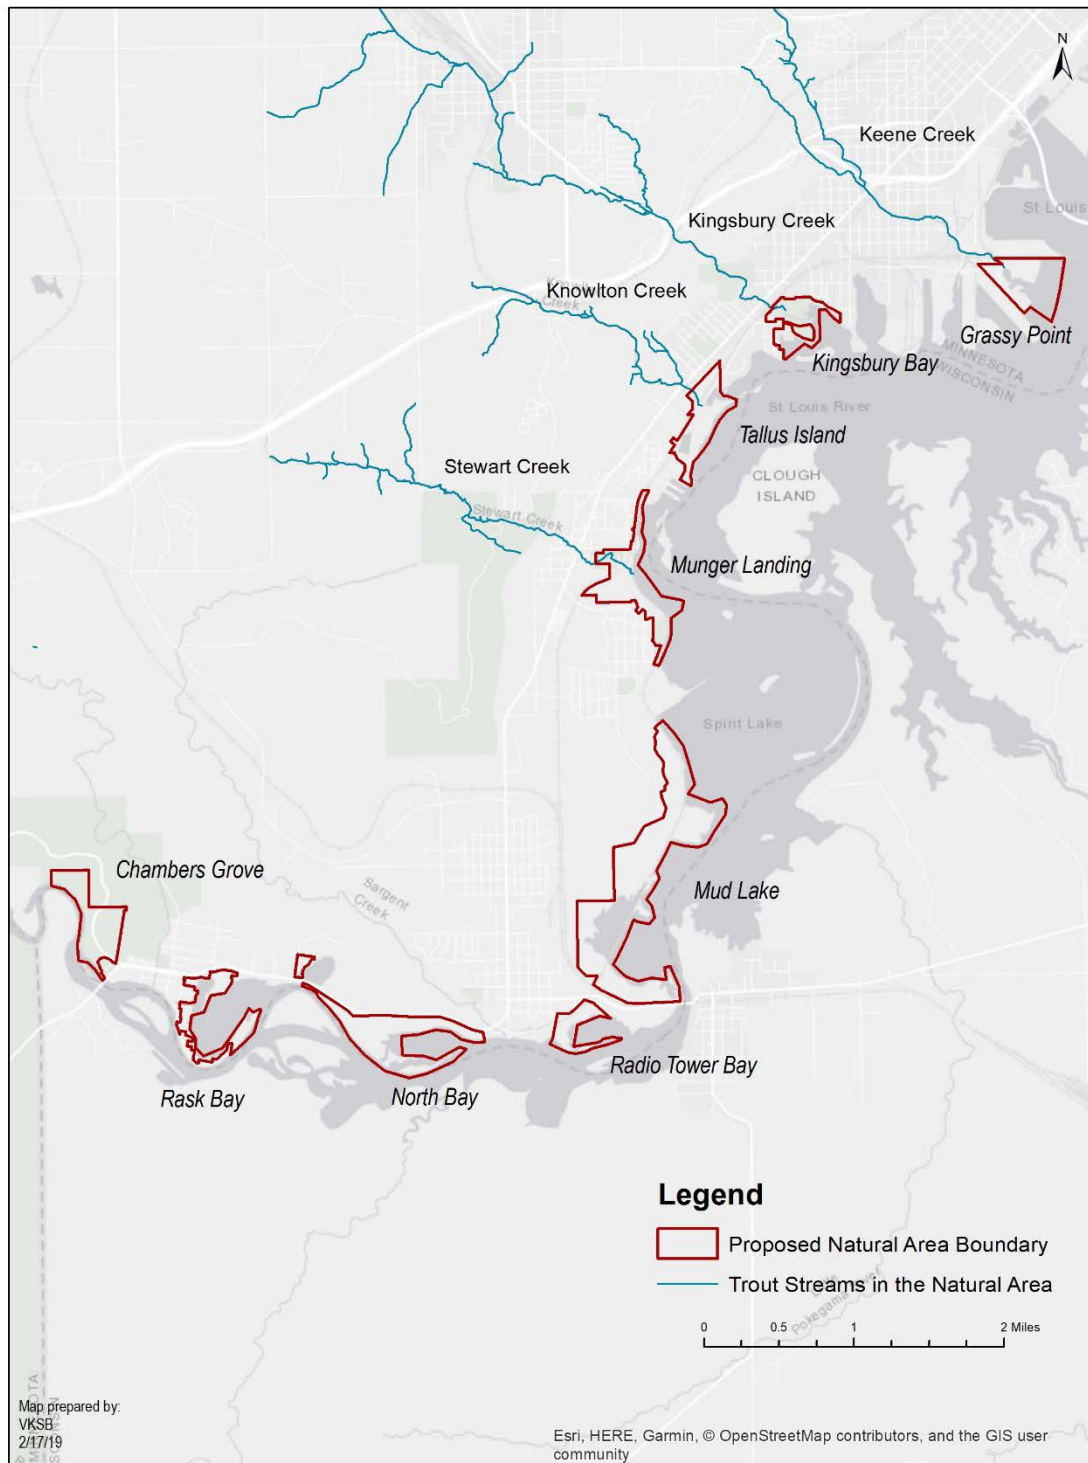 N
Keene Creek
St Louis
Kingsbury Creek
Knowlton Creek
Creek
Grassy Point
MINNESOTA
WISCONSIN
Kingsbury Bay
St Louis River
Tallus Island
CLOUGH
ISLAND
Stewart Creek
Stewart Creek
Munger Landing
Spirit Lake
Chambers Grove
Sargent
Creek
Mud Lake
Radio Tower Bay
Rask Bay
North Bay
Legend
Proposed Natural Area Boundary
Trout Streams in the Natural Area
Little
Pokegama River
0 0.5 1 2 Miles
Map prepared by:
VKSB
2/17/19
Esri, HERE, Garmin, © OpenStreetMap contributors, and the GIS user
community